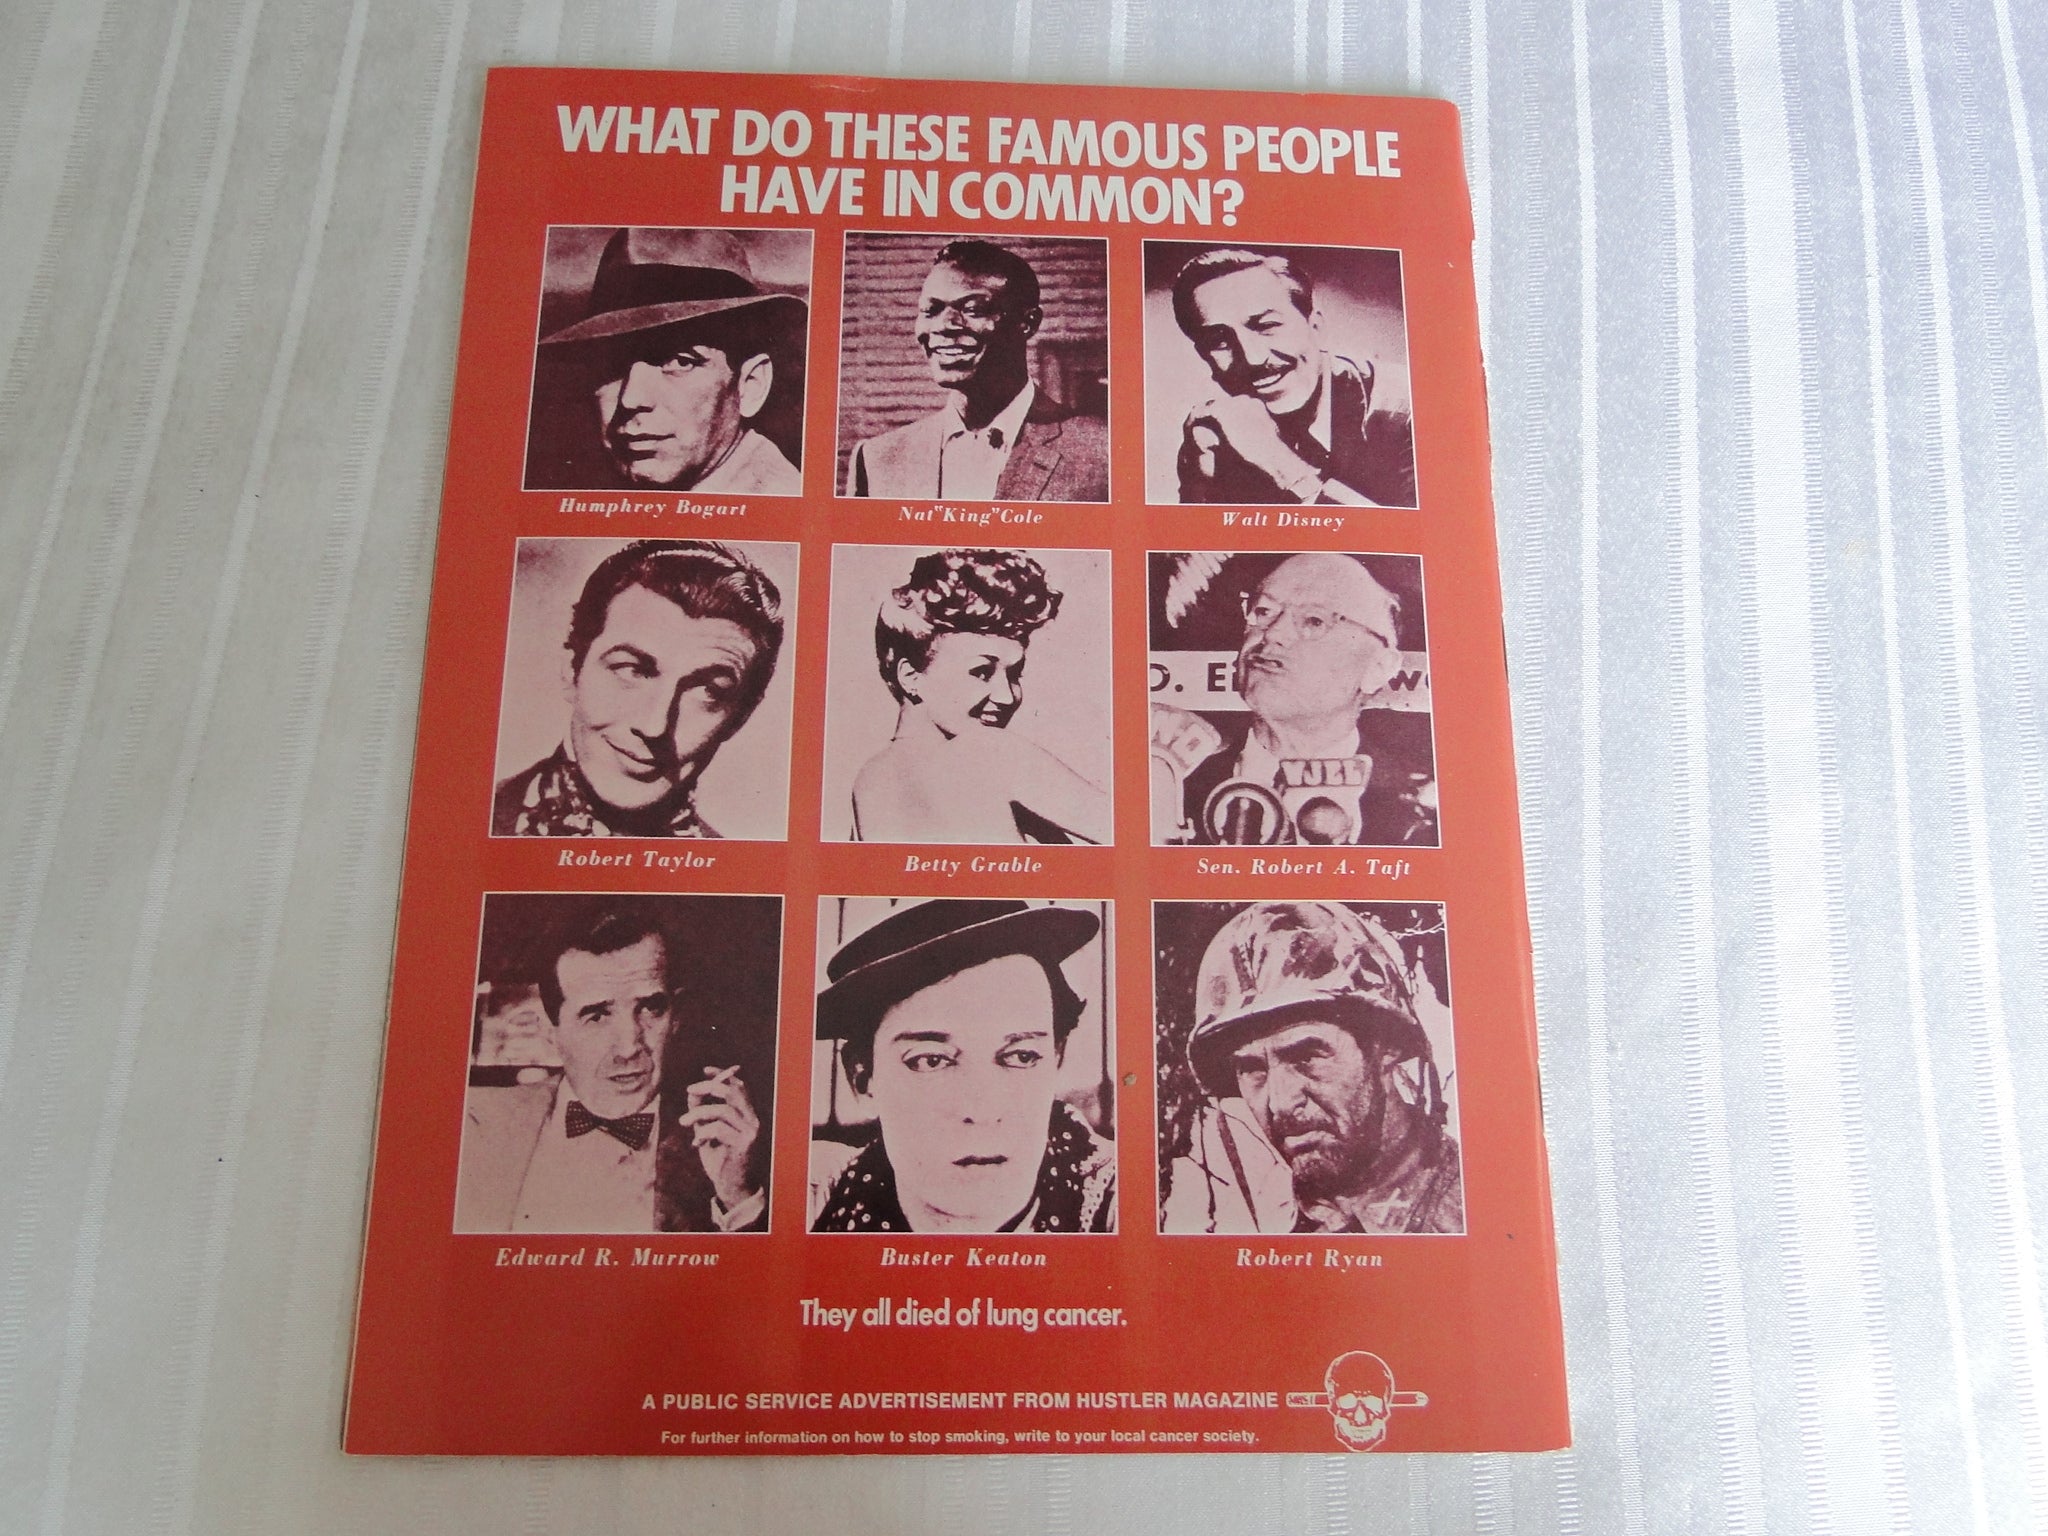 WHAT DO THESE FAMOUS PEOPLE
HAVE IN COMMON?
Humphrey Bogart
Nat "King" Cole
Walt Disney
D. E
WJEL
Robert Taylor
Betty Grable
Sen. Robert A. Taft
Edward R. Murrow
Buster Keaton
Robert Ryan
They all died of lung cancer.
A PUBLIC SERVICE ADVERTISEMENT FROM HUSTLER MAGAZINE
For further information on how to stop smoking, write to your local cancer society.